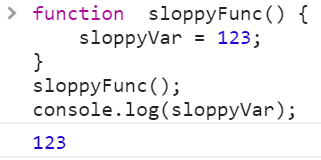 > function  sloppyFunc() {
    sloppyVar = 123;
}
sloppyFunc();
console.log(sloppyVar);
123